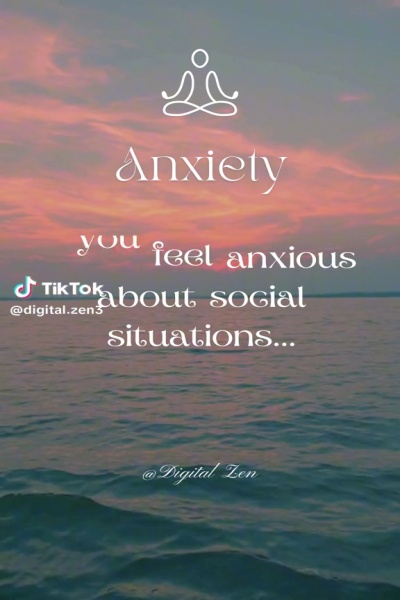 Anxiety
you feel anxious
TikTok
about social
@digital.zen3
situations...
@Digital Zen